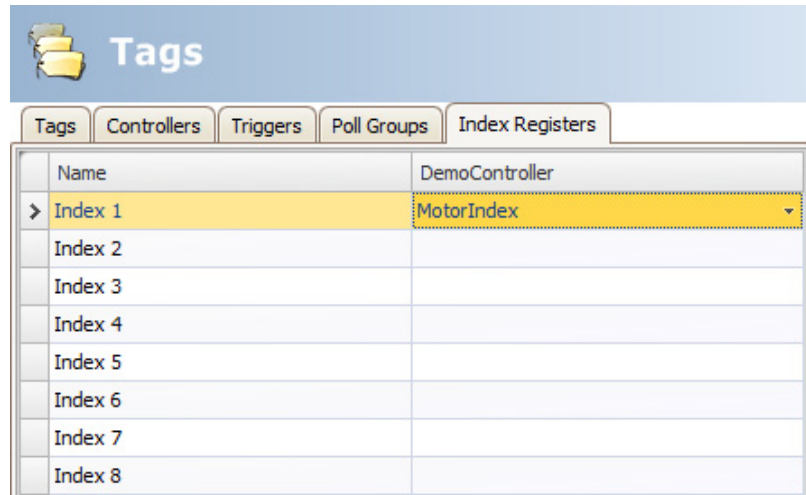 Tags
Tags Controllers Triggers Poll Groups Index Registers
Name DemoController
Index 1 MotorIndex
Index 2
Index 3
Index 4
Index 5
Index 6
Index 7
Index 8